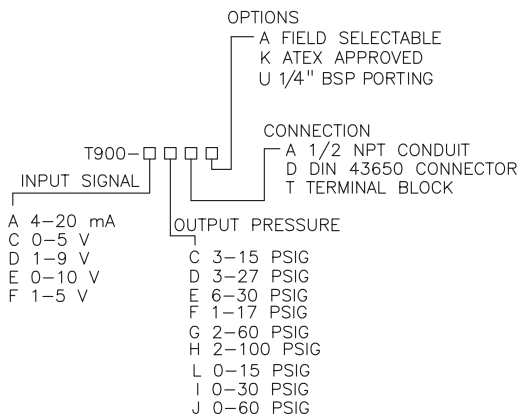 OPTIONS
A FIELD SELECTABLE
K ATEX APPROVED
U 1/4" BSP PORTING
CONNECTION
A 1/2 NPT CONDUIT
D DIN 43650 CONNECTOR
T TERMINAL BLOCK
T900-□ □ □ □
INPUT SIGNAL
A 4-20 mA
C 0-5 V
D 1-9 V
E 0-10 V
F 1-5 V
OUTPUT PRESSURE
C 3-15 PSIG
D 3-27 PSIG
E 6-30 PSIG
F 1-17 PSIG
G 2-60 PSIG
H 2-100 PSIG
L 0-15 PSIG
I 0-30 PSIG
J 0-60 PSIG